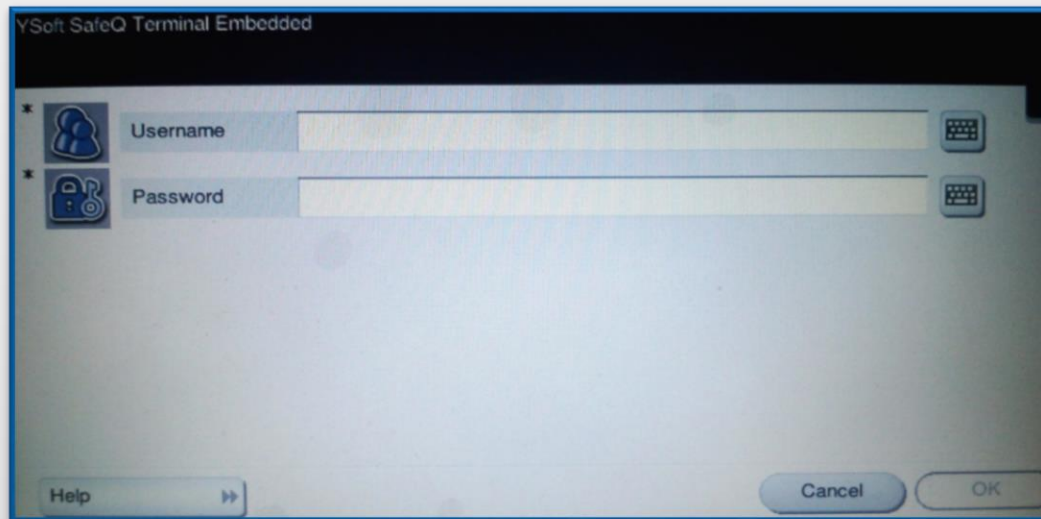 YSoft SafeQ Terminal Embedded
* Username
* Password
Help
Cancel
OK